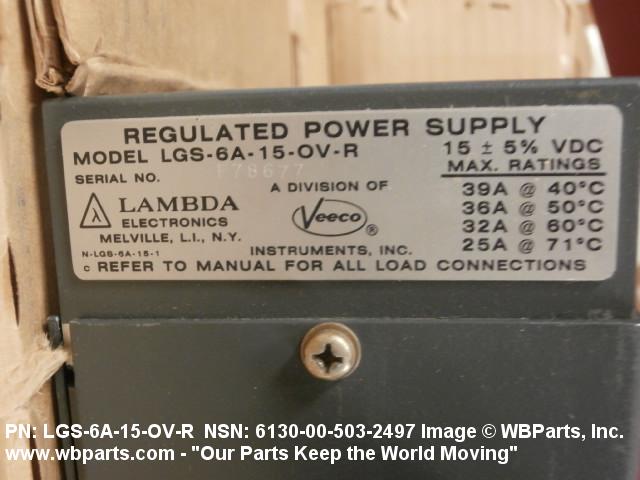 REGULATED POWER SUPPLY
MODEL LGS-6A-15-OV-R
15 ± 5% VDC
MAX. RATINGS
SERIAL NO. F78677
39A @ 40°C
36A @ 50°C
32A @ 60°C
25A @ 71°C
λ LAMBDA
ELECTRONICS
MELVILLE, L.I., N.Y.
A DIVISION OF
Veeco ®
INSTRUMENTS, INC.
N-LGS-6A-15-1
C REFER TO MANUAL FOR ALL LOAD CONNECTIONS
PN: LGS-6A-15-OV-R NSN: 6130-00-503-2497 Image © WBParts, Inc.
www.wbparts.com - "Our Parts Keep the World Moving"